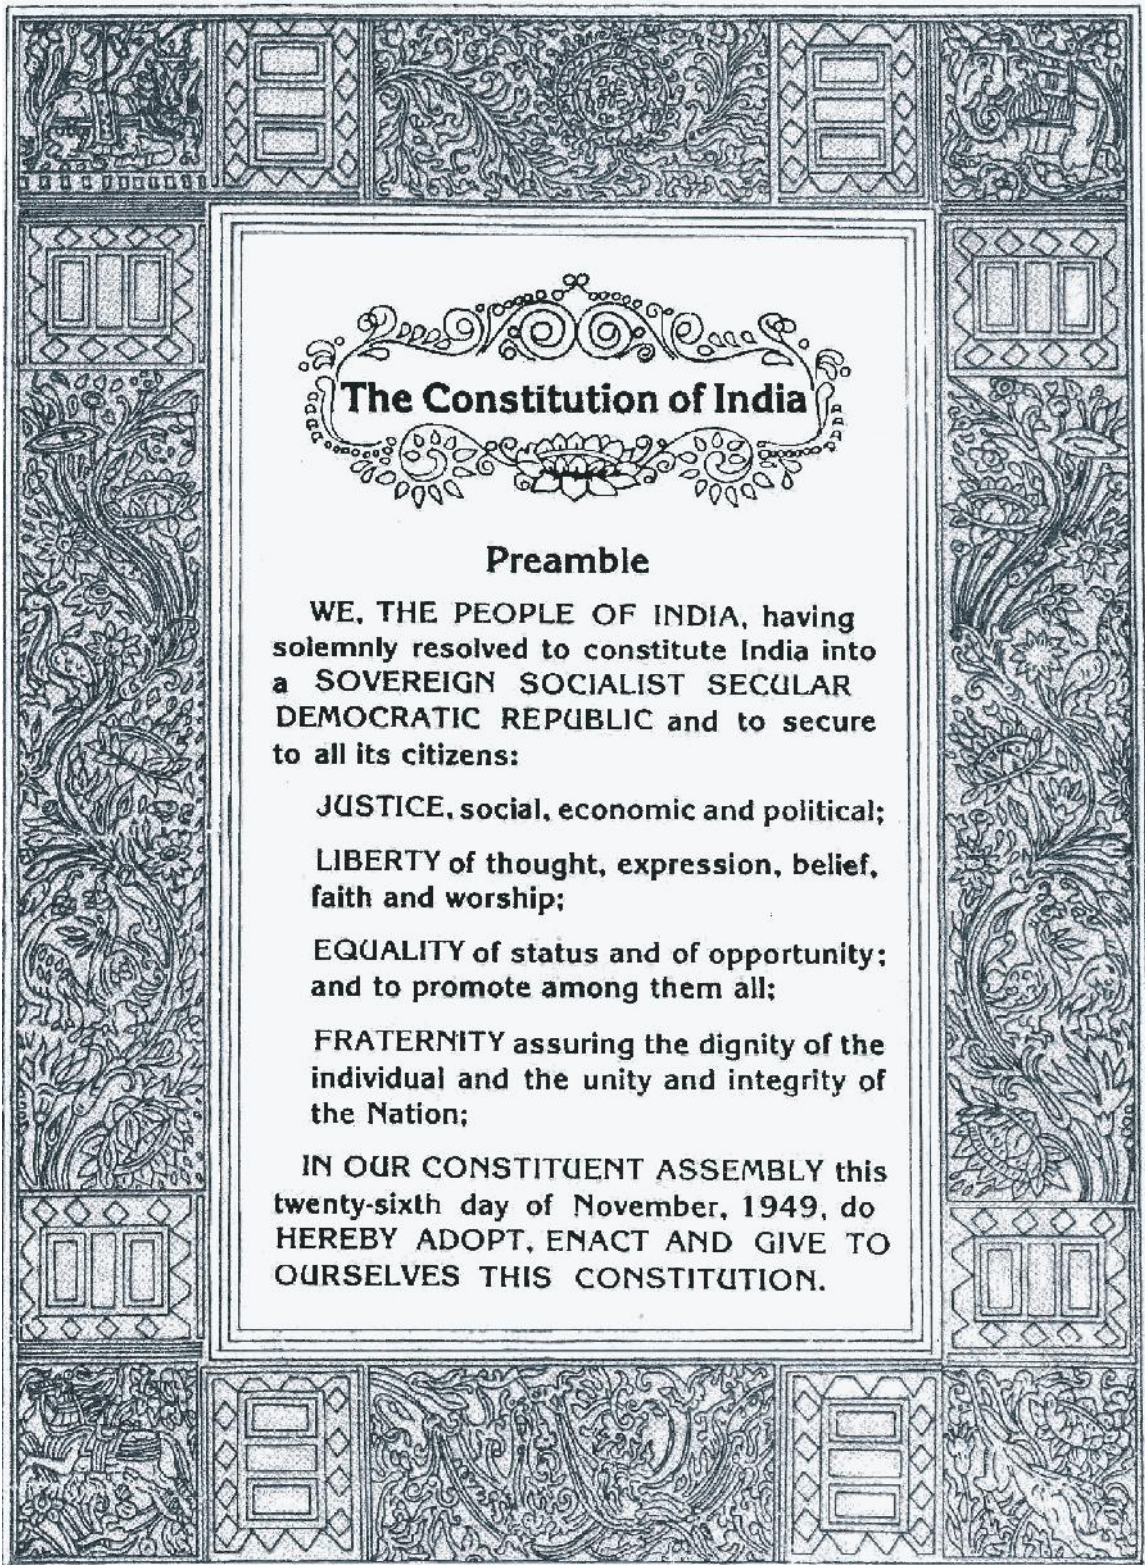 The Constitution of India
Preamble
WE, THE PEOPLE OF INDIA, having
solemnly resolved to constitute India into
a SOVEREIGN SOCIALIST SECULAR
DEMOCRATIC REPUBLIC and to secure
to all its citizens:
JUSTICE, social, economic and political;
LIBERTY of thought, expression, belief,
faith and worship;
EQUALITY of status and of opportunity;
and to promote among them all;
FRATERNITY assuring the dignity of the
individual and the unity and integrity of
the Nation;
IN OUR CONSTITUENT ASSEMBLY this
twenty-sixth day of November, 1949, do
HEREBY ADOPT, ENACT AND GIVE TO
OURSELVES THIS CONSTITUTION.